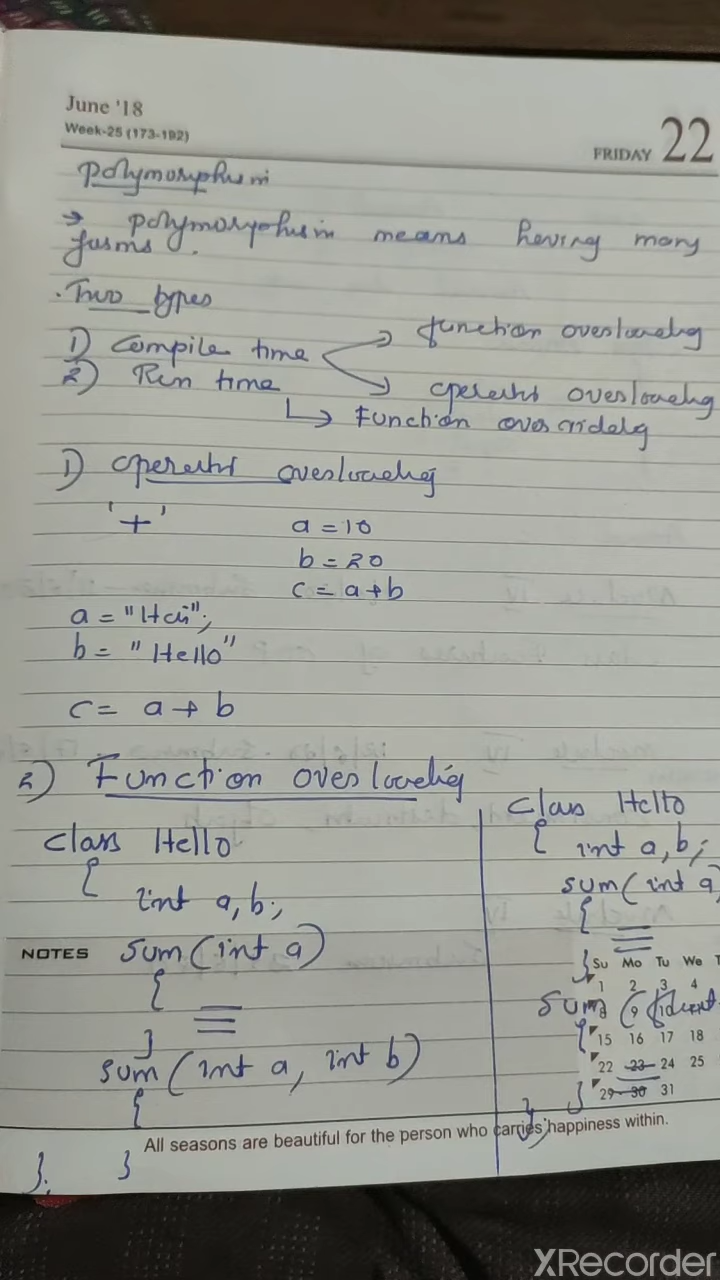 June '18
Week-25 (173-192)
FRIDAY 22
polymorphism
→ polymorphism means having many
forms.
. Two types
1) Compile time → function overloading
2) Run time → operator overloading
↳ Function overriding
1) operator overloading
'+' a = 10
b = 20
c = a+b
a = "Hai";
b = "Hello"
c = a + b
2) Function overloading
class Hello
{
int a, b;
NOTES sum (int a)
{
}
sum (int a, int b)
{
}
};
class Hello
{ int a, b;
sum (int a
{
}
Su Mo Tu We T
1 2 3 4
{
15 16 17 18
22 23 24 25
29 30 31
}
};
All seasons are beautiful for the person who carries happiness within.
XRecorder